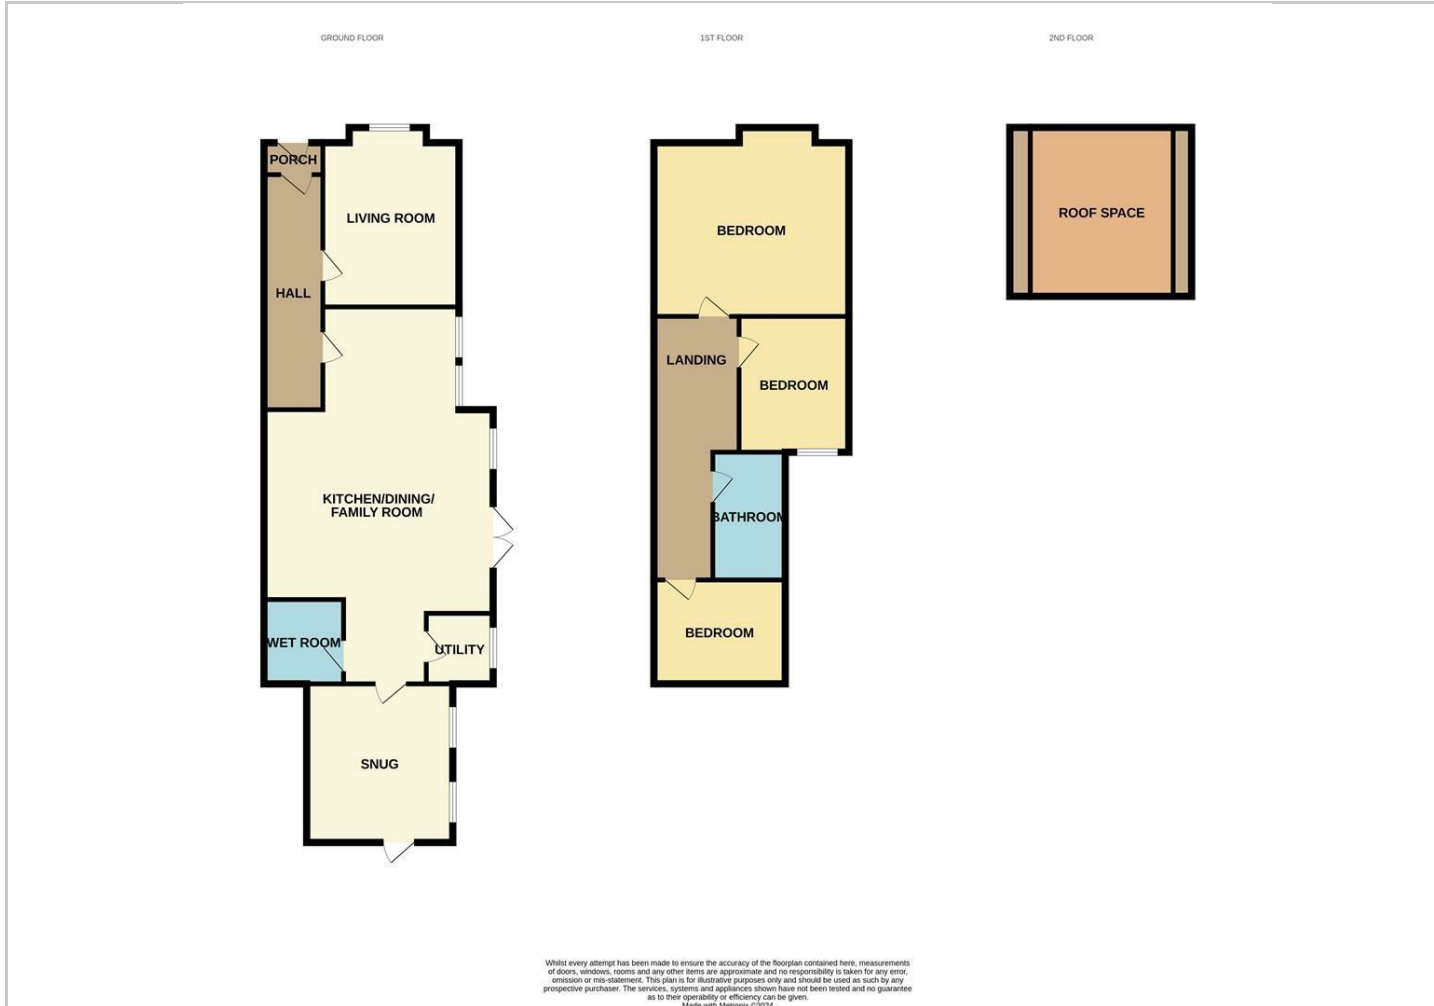 GROUND FLOOR
1ST FLOOR
2ND FLOOR
PORCH
LIVING ROOM
HALL
KITCHEN/DINING/
FAMILY ROOM
WET ROOM
UTILITY
SNUG
BEDROOM
LANDING
BEDROOM
BATHROOM
BEDROOM
ROOF SPACE
Whilst every attempt has been made to ensure the accuracy of the floorplan contained here, measurements
of doors, windows, rooms and any other items are approximate and no responsibility is taken for any error,
omission or mis-statement. This plan is for illustrative purposes only and should be used as such by any
prospective purchaser. The services, systems and appliances shown have not been tested and no guarantee
as to their operability or efficiency can be given.
Made with Metropix ©2024